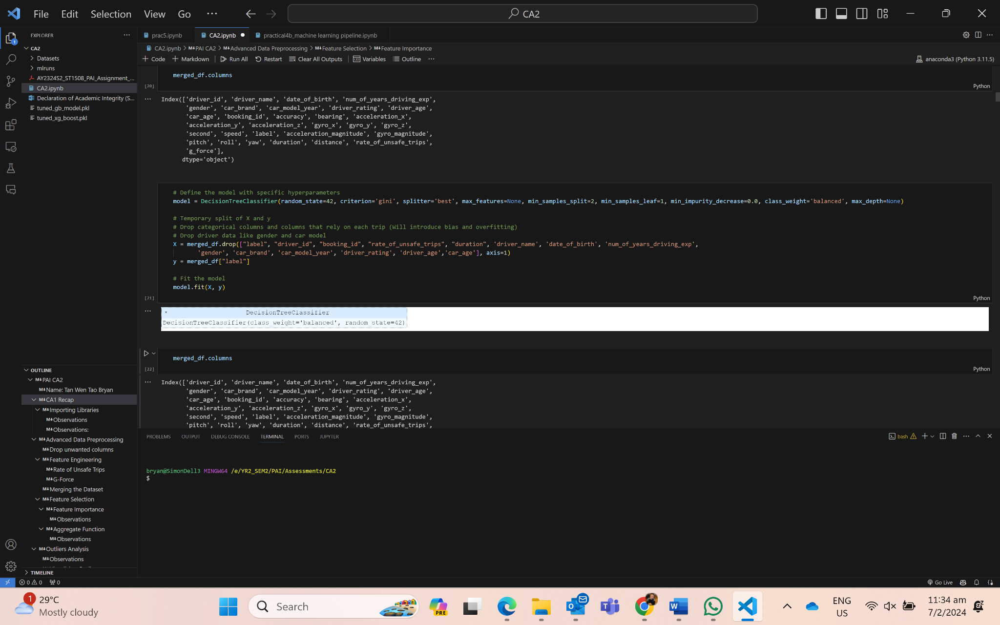 File Edit Selection View Go ··· CA2
EXPLORER
CA2
Datasets
mlruns
AY2324S2_ST1508_PAI_Assignment_...
CA2.ipynb
Declaration of Academic Integrity (S...
tuned_gb_model.pkl
tuned_xg_boost.pkl
OUTLINE
PAI CA2
Name: Tan Wen Tao Bryan
CA1 Recap
Importing Libraries
Observations
Observations:
Advanced Data Preprocessing
Drop unwanted columns
Feature Engineering
Rate of Unsafe Trips
G-Force
Merging the Dataset
Feature Selection
Feature Importance
Observations
Aggregate Function
Observations
Outliers Analysis
Observations
TIMELINE
prac5.ipynb CA2.ipynb practical4b_machine learning pipeline.ipynb
CA2.ipynb > M↓PAI CA2 > M↓Advanced Data Preprocessing > M↓Feature Selection > M↓Feature Importance
+ Code + Markdown Run All Restart Clear All Outputs Variables Outline ··· anaconda3 (Python 3.11.5)
merged_df.columns
[20] Python
Index(['driver_id', 'driver_name', 'date_of_birth', 'num_of_years_driving_exp',
'gender', 'car_brand', 'car_model_year', 'driver_rating', 'driver_age',
'car_age', 'booking_id', 'accuracy', 'bearing', 'acceleration_x',
'acceleration_y', 'acceleration_z', 'gyro_x', 'gyro_y', 'gyro_z',
'second', 'speed', 'label', 'acceleration_magnitude', 'gyro_magnitude',
'pitch', 'roll', 'yaw', 'duration', 'distance', 'rate_of_unsafe_trips',
'g_force'],
dtype='object')
# Define the model with specific hyperparameters
model = DecisionTreeClassifier(random_state=42, criterion='gini', splitter='best', max_features=None, min_samples_split=2, min_samples_leaf=1, min_impurity_decrease=0.0, class_weight='balanced', max_depth=None)
# Temporary split of X and y
# Drop categorical columns and columns that rely on each trip (Will introduce bias and overfitting)
# Drop driver data like gender and car model
X = merged_df.drop(["label", "driver_id", "booking_id", "rate_of_unsafe_trips", "duration", 'driver_name', 'date_of_birth', 'num_of_years_driving_exp',
'gender', 'car_brand', 'car_model_year', 'driver_rating', 'driver_age','car_age'], axis=1)
y = merged_df["label"]
# Fit the model
model.fit(X, y)
[21] Python
DecisionTreeClassifier
DecisionTreeClassifier(class_weight='balanced', random_state=42)
merged_df.columns
[22] Python
Index(['driver_id', 'driver_name', 'date_of_birth', 'num_of_years_driving_exp',
'gender', 'car_brand', 'car_model_year', 'driver_rating', 'driver_age',
'car_age', 'booking_id', 'accuracy', 'bearing', 'acceleration_x',
'acceleration_y', 'acceleration_z', 'gyro_x', 'gyro_y', 'gyro_z',
'second', 'speed', 'label', 'acceleration_magnitude', 'gyro_magnitude',
'pitch', 'roll', 'yaw', 'duration', 'distance', 'rate_of_unsafe_trips',
PROBLEMS OUTPUT DEBUG CONSOLE TERMINAL PORTS JUPYTER bash
bryan@SimonDell3 MINGW64 /e/YR2_SEM2/PAI/Assessments/CA2
$
0 0 0 Go Live
1 29°C
Mostly cloudy
Search
PRE
ENG
US
11:34 am
7/2/2024